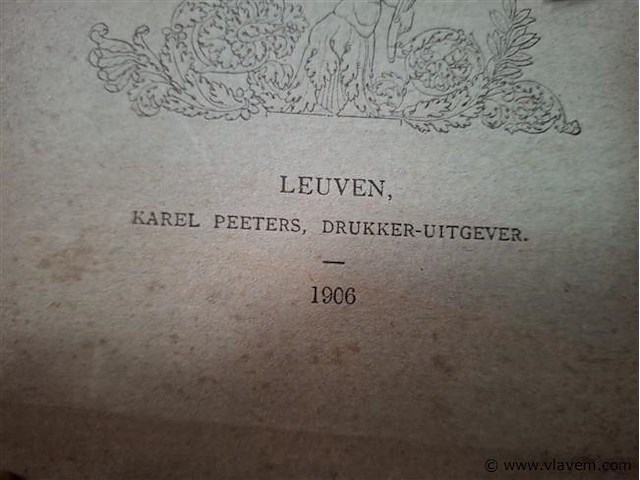 LEUVEN,
KAREL PEETERS, DRUKKER-UITGEVER.
1906
© www.vlavem.com